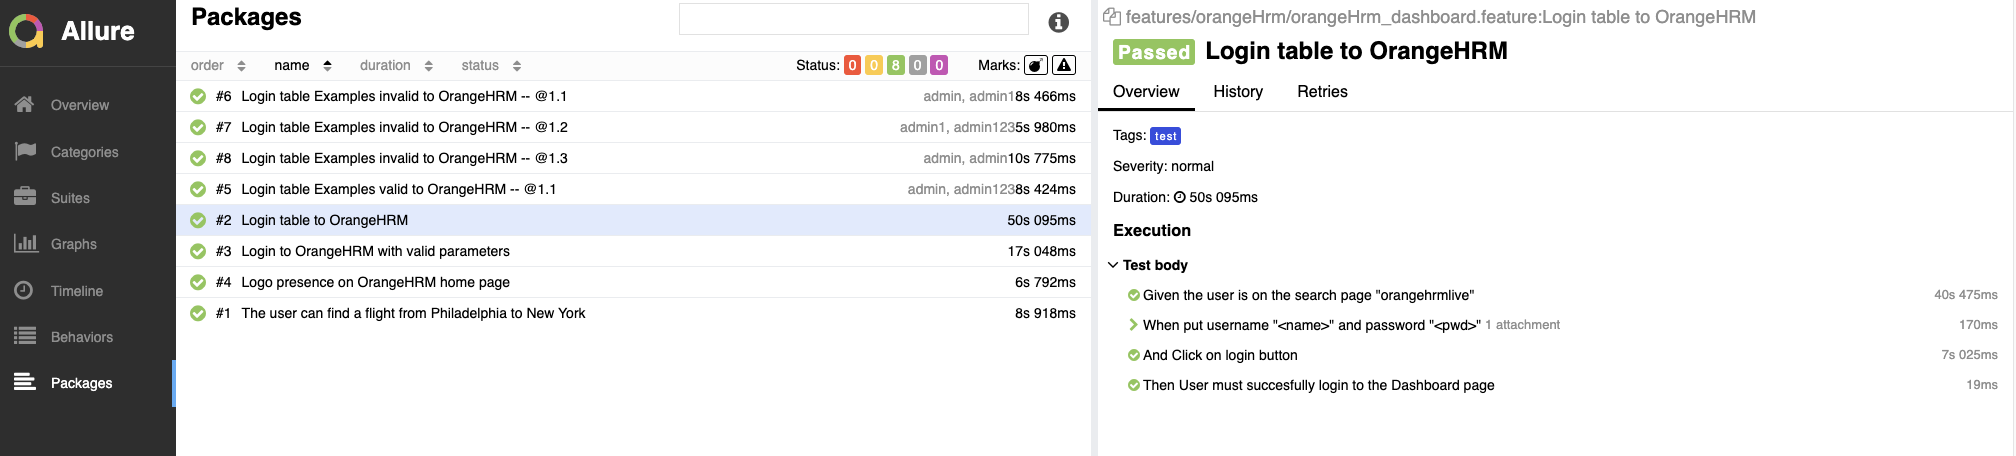 Allure
Overview
Categories
Suites
Graphs
Timeline
Behaviors
Packages
Packages
order name duration status Status: 0 0 8 0 0 Marks:
#6 Login table Examples invalid to OrangeHRM -- @1.1 admin, admin1 8s 466ms
#7 Login table Examples invalid to OrangeHRM -- @1.2 admin1, admin123 5s 980ms
#8 Login table Examples invalid to OrangeHRM -- @1.3 admin, admin 10s 775ms
#5 Login table Examples valid to OrangeHRM -- @1.1 admin, admin123 8s 424ms
#2 Login table to OrangeHRM 50s 095ms
#3 Login to OrangeHRM with valid parameters 17s 048ms
#4 Logo presence on OrangeHRM home page 6s 792ms
#1 The user can find a flight from Philadelphia to New York 8s 918ms
features/orangeHrm/orangeHrm_dashboard.feature:Login table to OrangeHRM
Passed Login table to OrangeHRM
Overview History Retries
Tags: test
Severity: normal
Duration: 50s 095ms
Execution
Test body
Given the user is on the search page "orangehrmlive" 40s 475ms
When put username "<name>" and password "<pwd>" 1 attachment 170ms
And Click on login button 7s 025ms
Then User must succesfully login to the Dashboard page 19ms